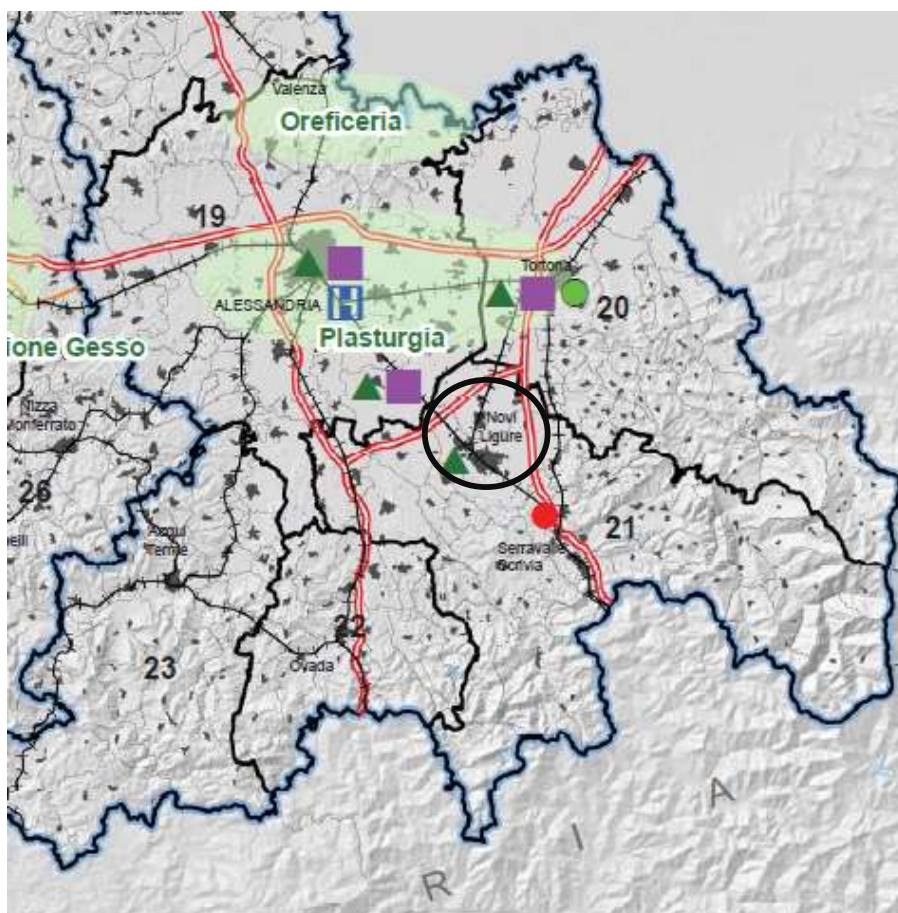 Valenza
Oreficeria
19
Tortona
ALESSANDRIA
H
20
Plasturgia
ione Gesso
Nizza
Monferrato
Novi
Ligure
26
Acqui
Terme
21
Serravalle
Scrivia
22
Ovada
23
R I A